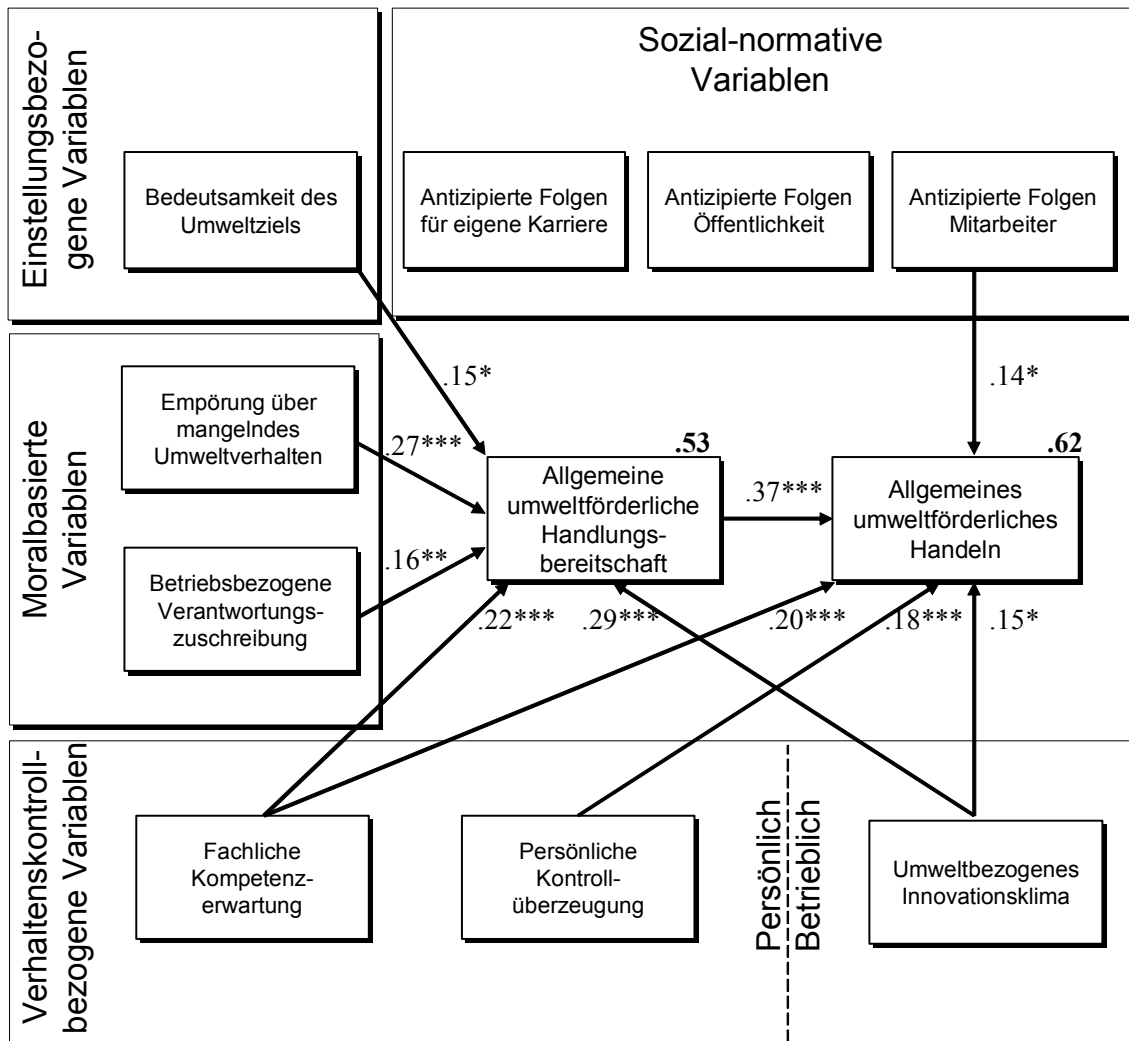 Einstellungsbezo-
gene Variablen
Sozial-normative
Variablen
Bedeutsamkeit des
Umweltziels
Antizipierte Folgen
für eigene Karriere
Antizipierte Folgen
Öffentlichkeit
Antizipierte Folgen
Mitarbeiter
Moralbasierte
Variablen
Empörung über
mangelndes
Umweltverhalten
Betriebsbezogene
Verantwortungs-
zuschreibung
.15*
.14*
.27***
.53
.62
Allgemeine
umweltförderliche
Handlungs-
bereitschaft
.37***
Allgemeines
umweltförderliches
Handeln
.16**
.22***
.29***
.20***
.18***
.15*
Verhaltenskontroll-
bezogene Variablen
Fachliche
Kompetenz-
erwartung
Persönliche
Kontroll-
überzeugung
Persönlich
Betrieblich
Umweltbezogenes
Innovationsklima